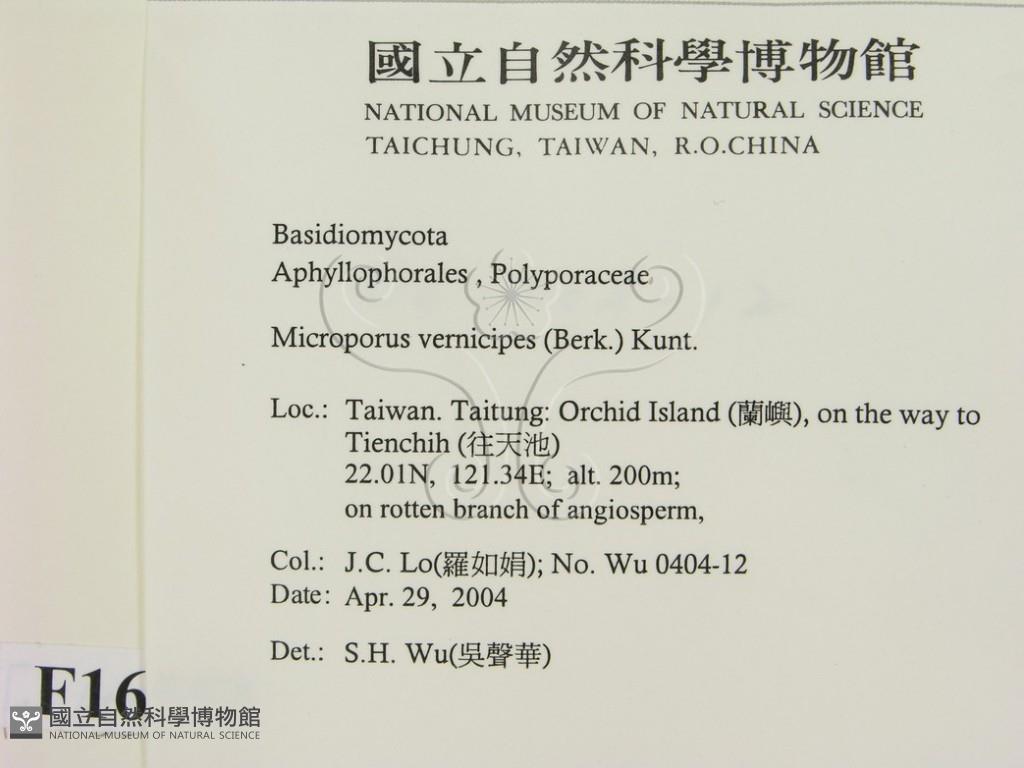 國立自然科學博物館
NATIONAL MUSEUM OF NATURAL SCIENCE
TAICHUNG, TAIWAN, R.O.CHINA
Basidiomycota
Aphyllophorales , Polyporaceae
Microporus vernicipes (Berk.) Kunt.
Loc.: Taiwan. Taitung: Orchid Island (蘭嶼), on the way to
Tienchih (往天池)
22.01N, 121.34E; alt. 200m;
on rotten branch of angiosperm,
Col.: J.C. Lo(羅如娟); No. Wu 0404-12
Date: Apr. 29, 2004
Det.: S.H. Wu(吳聲華)
F16
國立自然科學博物館
NATIONAL MUSEUM OF NATURAL SCIENCE